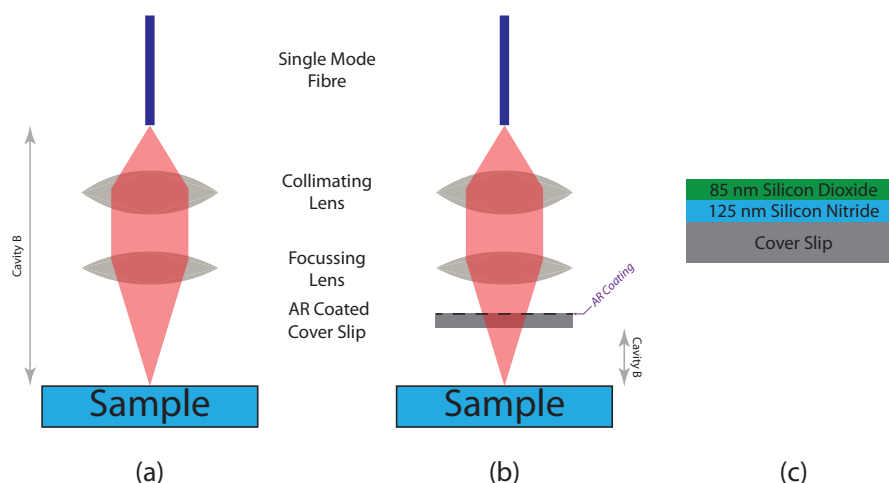 Single Mode
Fibre
Collimating
Lens
Focussing
Lens
AR Coated
Cover Slip
Cavity B
Sample
(a)
AR Coating
Cavity B
Sample
(b)
85 nm Silicon Dioxide
125 nm Silicon Nitride
Cover Slip
(c)